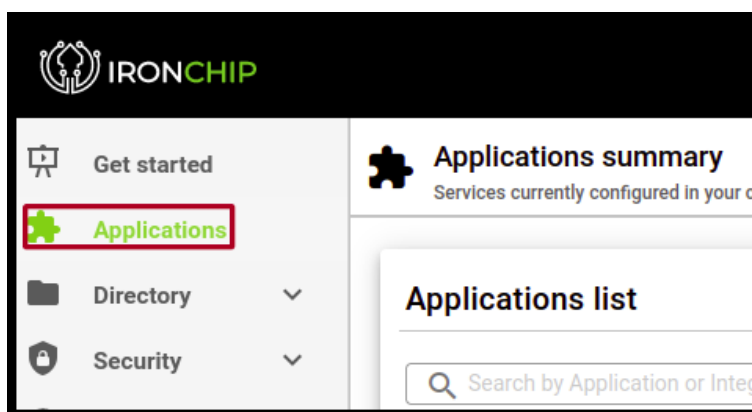 IRONCHIP
Get started
Applications
Directory
Security
Applications summary
Services currently configured in your
Applications list
Search by Application or